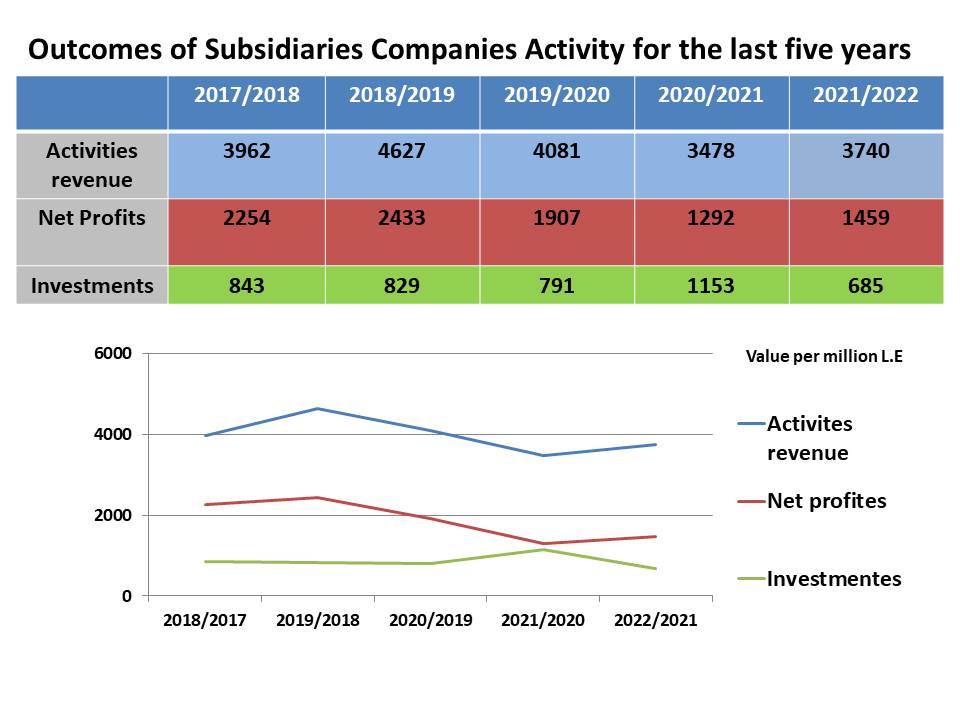 Outcomes of Subsidiaries Companies Activity for the last five years
2017/2018 2018/2019 2019/2020 2020/2021 2021/2022
Activities
revenue 3962 4627 4081 3478 3740
Net Profits 2254 2433 1907 1292 1459
Investments 843 829 791 1153 685
Value per million L.E
6000
4000
2000
0
2018/2017 2019/2018 2020/2019 2021/2020 2022/2021
Activites
revenue
Net profites
Investmentes